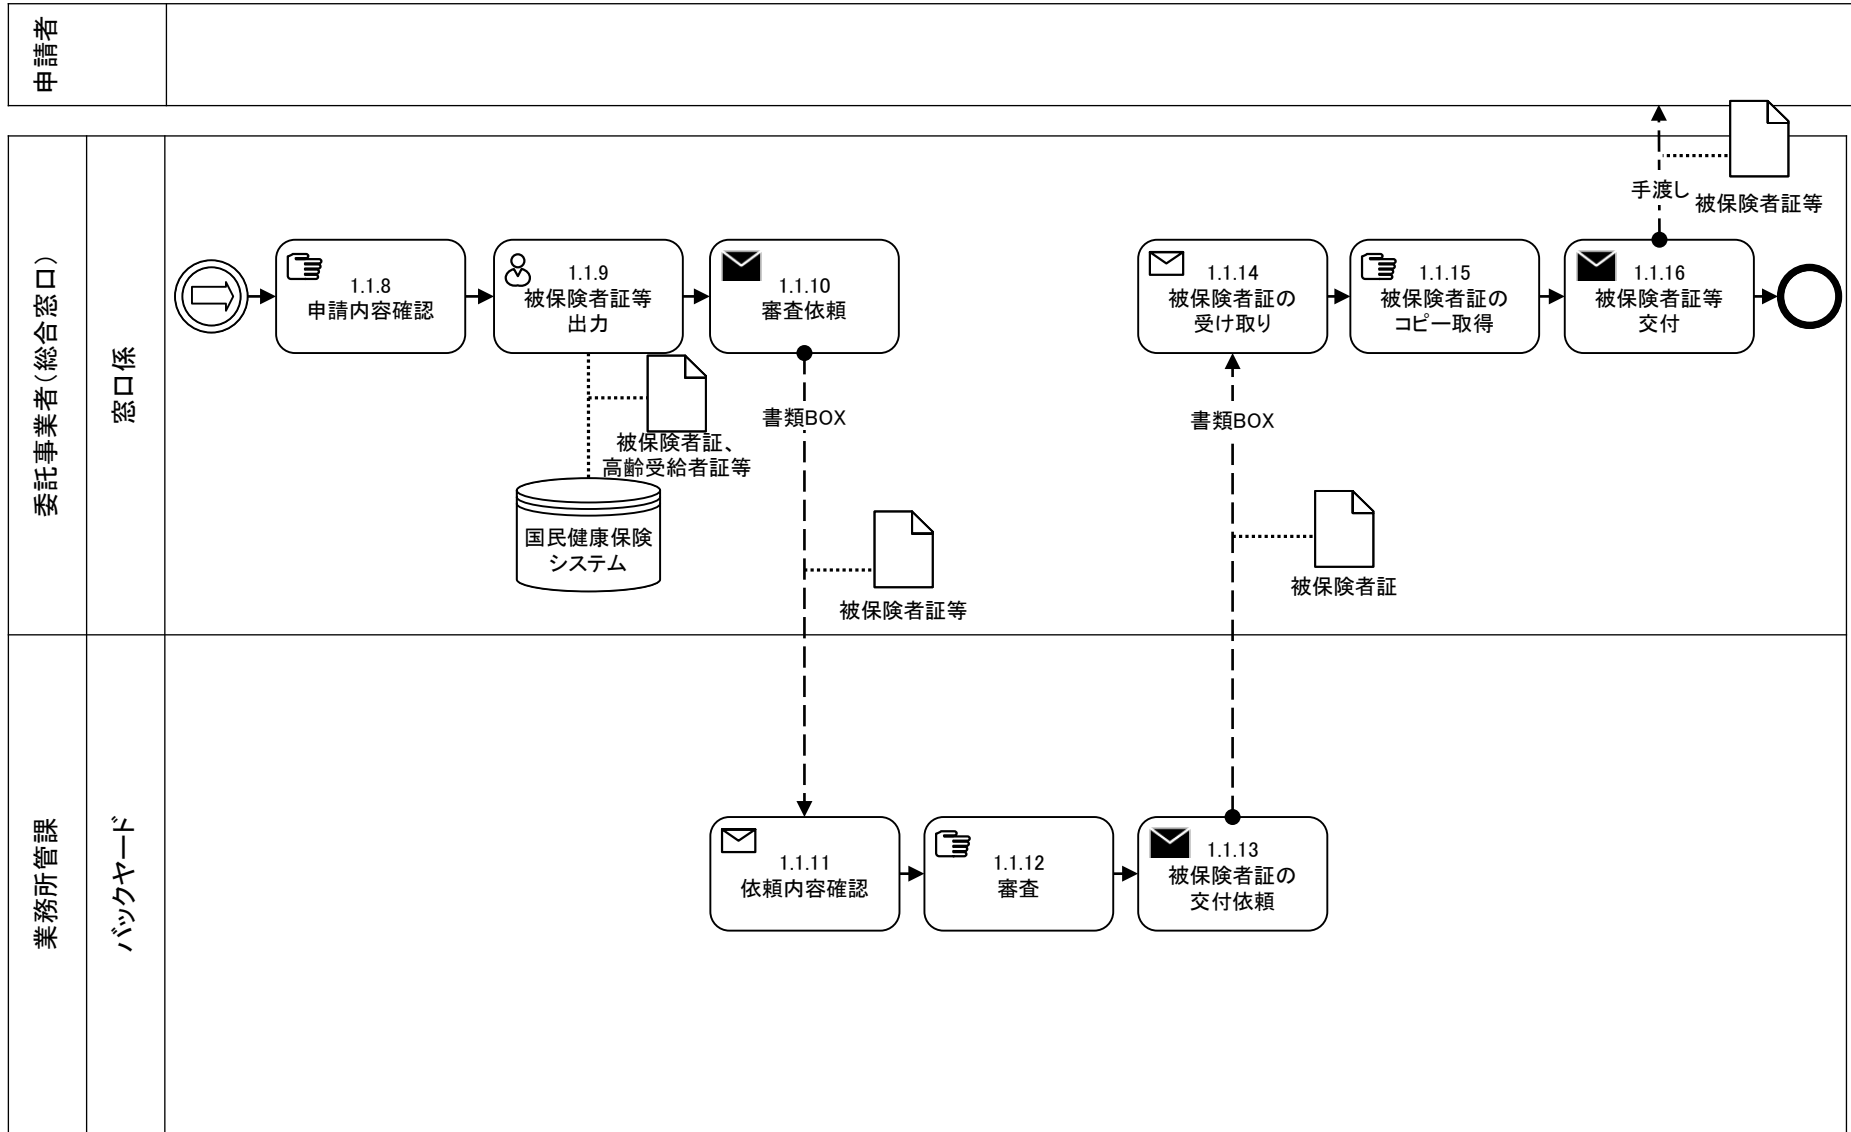 申請者
委託事業者（総合窓口）
窓口係
1.1.8
申請内容確認
1.1.9
被保険者証等
出力
1.1.10
審査依頼
1.1.14
被保険者証の
受け取り
1.1.15
被保険者証の
コピー取得
1.1.16
被保険者証等
交付
手渡し
被保険者証等
被保険者証、
高齢受給者証等
国民健康保険
システム
書類BOX
被保険者証等
書類BOX
被保険者証
業務所管課
バックヤード
1.1.11
依頼内容確認
1.1.12
審査
1.1.13
被保険者証の
交付依頼